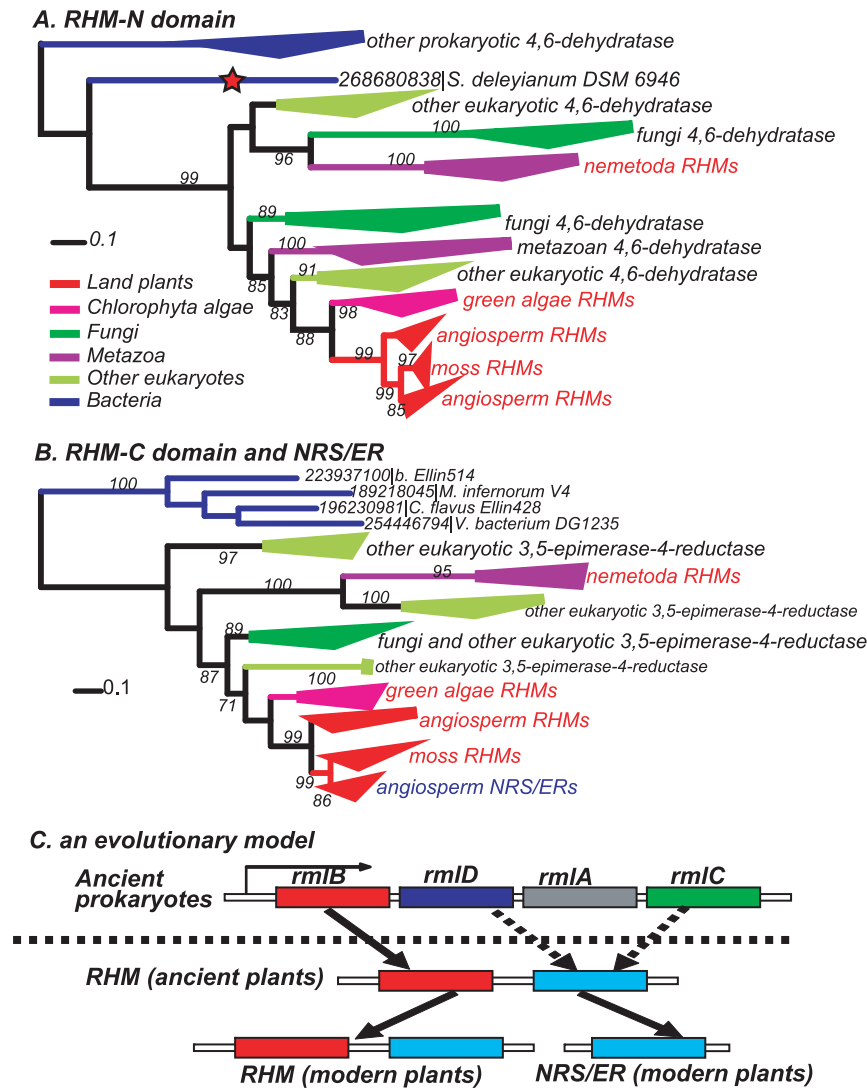 A. RHM-N domain
other prokaryotic 4,6-dehydratase
268680838|S. deleyianum DSM 6946
other eukaryotic 4,6-dehydratase
100
fungi 4,6-dehydratase
96
100
nemetoda RHMs
99
89
fungi 4,6-dehydratase
0.1
100
metazoan 4,6-dehydratase
85
91
other eukaryotic 4,6-dehydratase
Land plants
Chlorophyta algae
Fungi
Metazoa
Other eukaryotes
Bacteria
83
98
green algae RHMs
88
angiosperm RHMs
99
97
moss RHMs
99
85
angiosperm RHMs
B. RHM-C domain and NRS/ER
100
223937100|b. Ellin514
189218045|M. infernorum V4
196230981|C. flavus Ellin428
254446794|V. bacterium DG1235
97
other eukaryotic 3,5-epimerase-4-reductase
100
95
nemetoda RHMs
100
other eukaryotic 3,5-epimerase-4-reductase
89
fungi and other eukaryotic 3,5-epimerase-4-reductase
87
other eukaryotic 3,5-epimerase-4-reductase
0.1
71
100
green algae RHMs
angiosperm RHMs
99
moss RHMs
99
86
angiosperm NRS/ERs
C. an evolutionary model
Ancient
prokaryotes
rmlB
rmlD
rmlA
rmlC
RHM (ancient plants)
RHM (modern plants)
NRS/ER (modern plants)